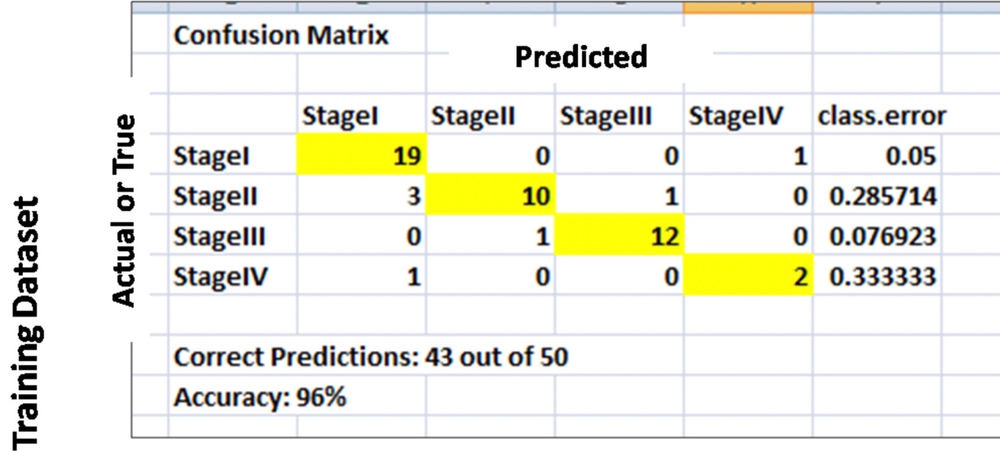 Confusion Matrix
Predicted
StageI StageII StageIII StageIV class.error
StageI 19 0 0 1 0.05
StageII 3 10 1 0 0.285714
StageIII 0 1 12 0 0.076923
StageIV 1 0 0 2 0.333333
Correct Predictions: 43 out of 50
Accuracy: 96%
Actual or True
Training Dataset